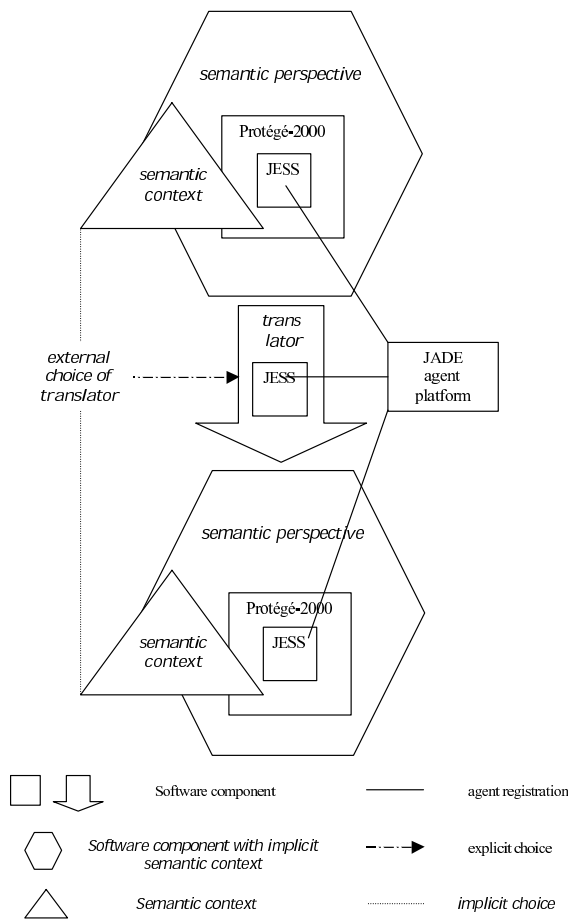 semantic perspective
Protégé-2000
JESS
semantic
context
trans
lator
JESS
external
choice of
translator
JADE
agent
platform
semantic perspective
Protégé-2000
JESS
semantic
context
Software component
agent registration
Software component with implicit
semantic context
explicit choice
Semantic context
implicit choice